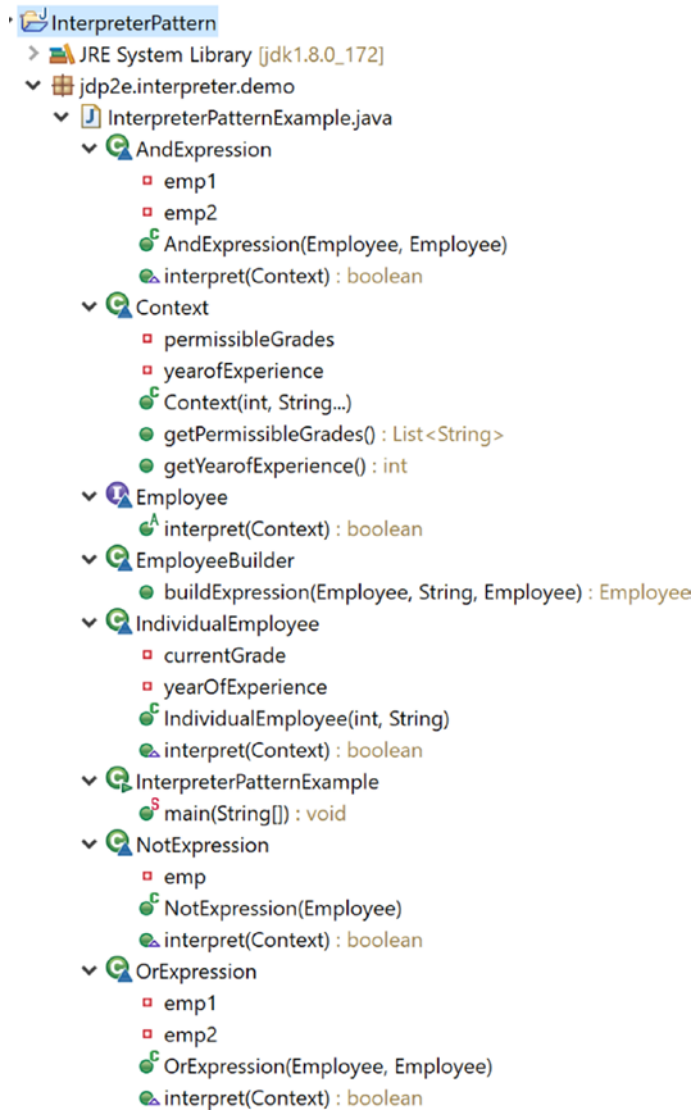 InterpreterPattern
JRE System Library [jdk1.8.0_172]
jdp2e.interpreter.demo
InterpreterPatternExample.java
AndExpression
emp1
emp2
AndExpression(Employee, Employee)
interpret(Context) : boolean
Context
permissibleGrades
yearofExperience
Context(int, String...)
getPermissibleGrades() : List<String>
getYearofExperience() : int
Employee
interpret(Context) : boolean
EmployeeBuilder
buildExpression(Employee, String, Employee) : Employee
IndividualEmployee
currentGrade
yearOfExperience
IndividualEmployee(int, String)
interpret(Context) : boolean
InterpreterPatternExample
main(String[]) : void
NotExpression
emp
NotExpression(Employee)
interpret(Context) : boolean
OrExpression
emp1
emp2
OrExpression(Employee, Employee)
interpret(Context) : boolean